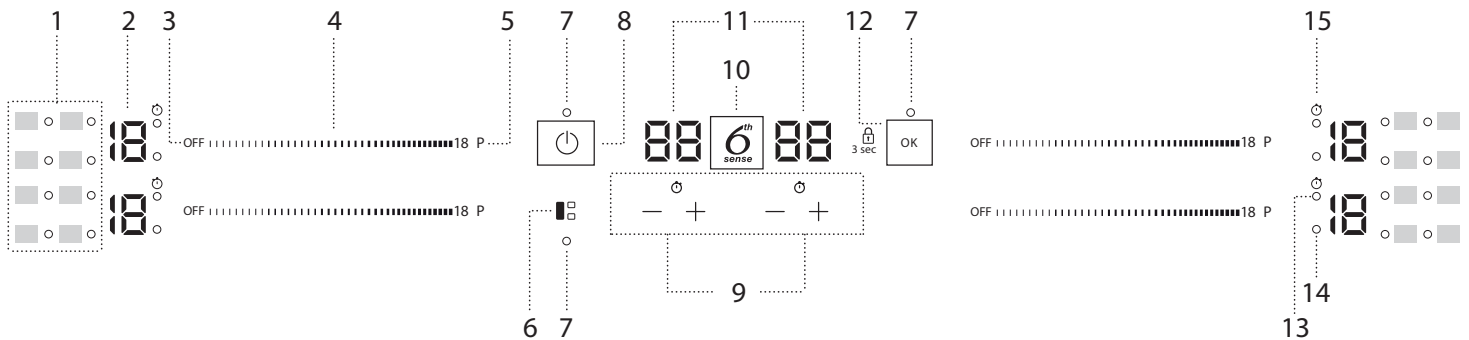 1 2 3 4 5 7 8 11 12 7 15
10
18 OFF 18 P 88 6th sense 88 3 sec OK OFF 18 P 18
18 OFF 18 P − + − + OFF 18 P 18
9
6 7 13 14